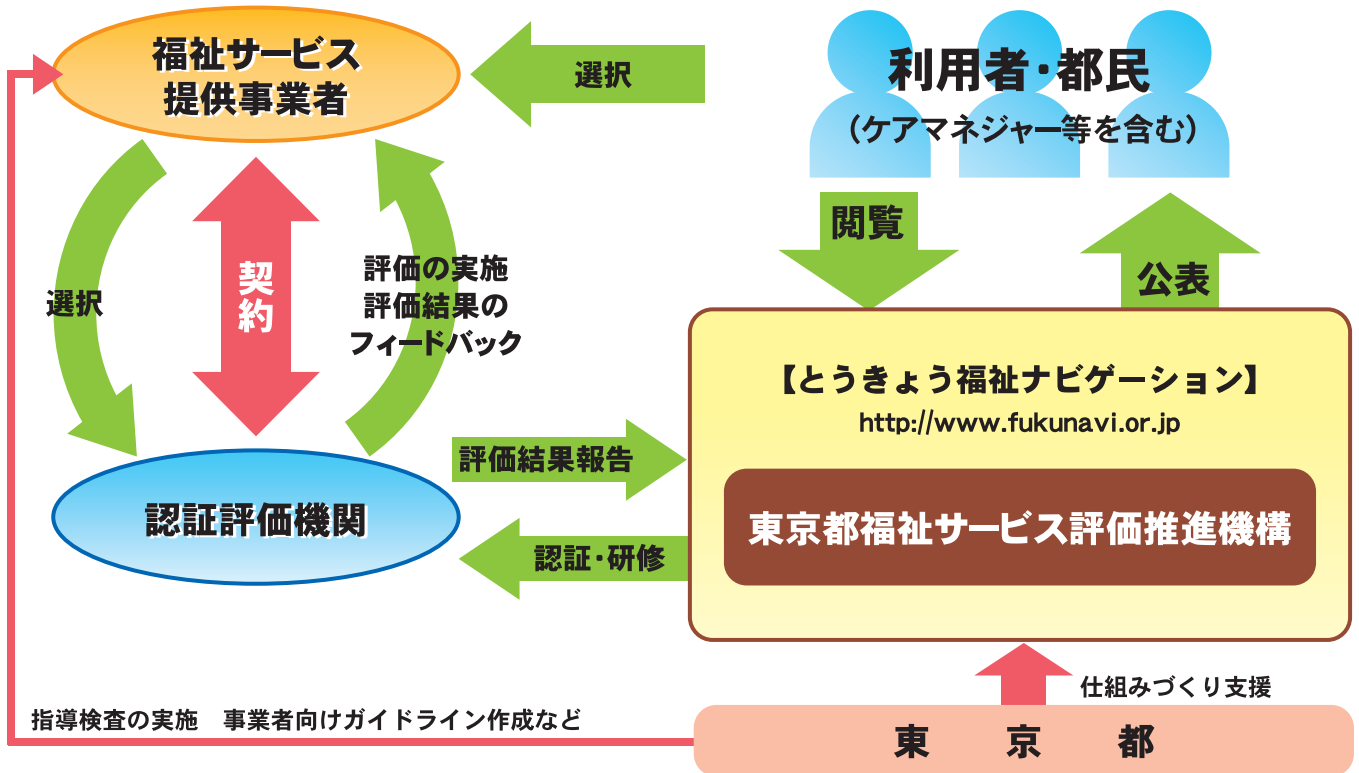 福祉サービス
提供事業者
選択
利用者・都民
（ケアマネジャー等を含む）
閲覧
公表
選択
契約
評価の実施
評価結果の
フィードバック
【とうきょう福祉ナビゲーション】
http://www.fukunavi.or.jp
評価結果報告
東京都福祉サービス評価推進機構
認証評価機関
認証・研修
仕組みづくり支援
指導検査の実施　事業者向けガイドライン作成など
東　京　都